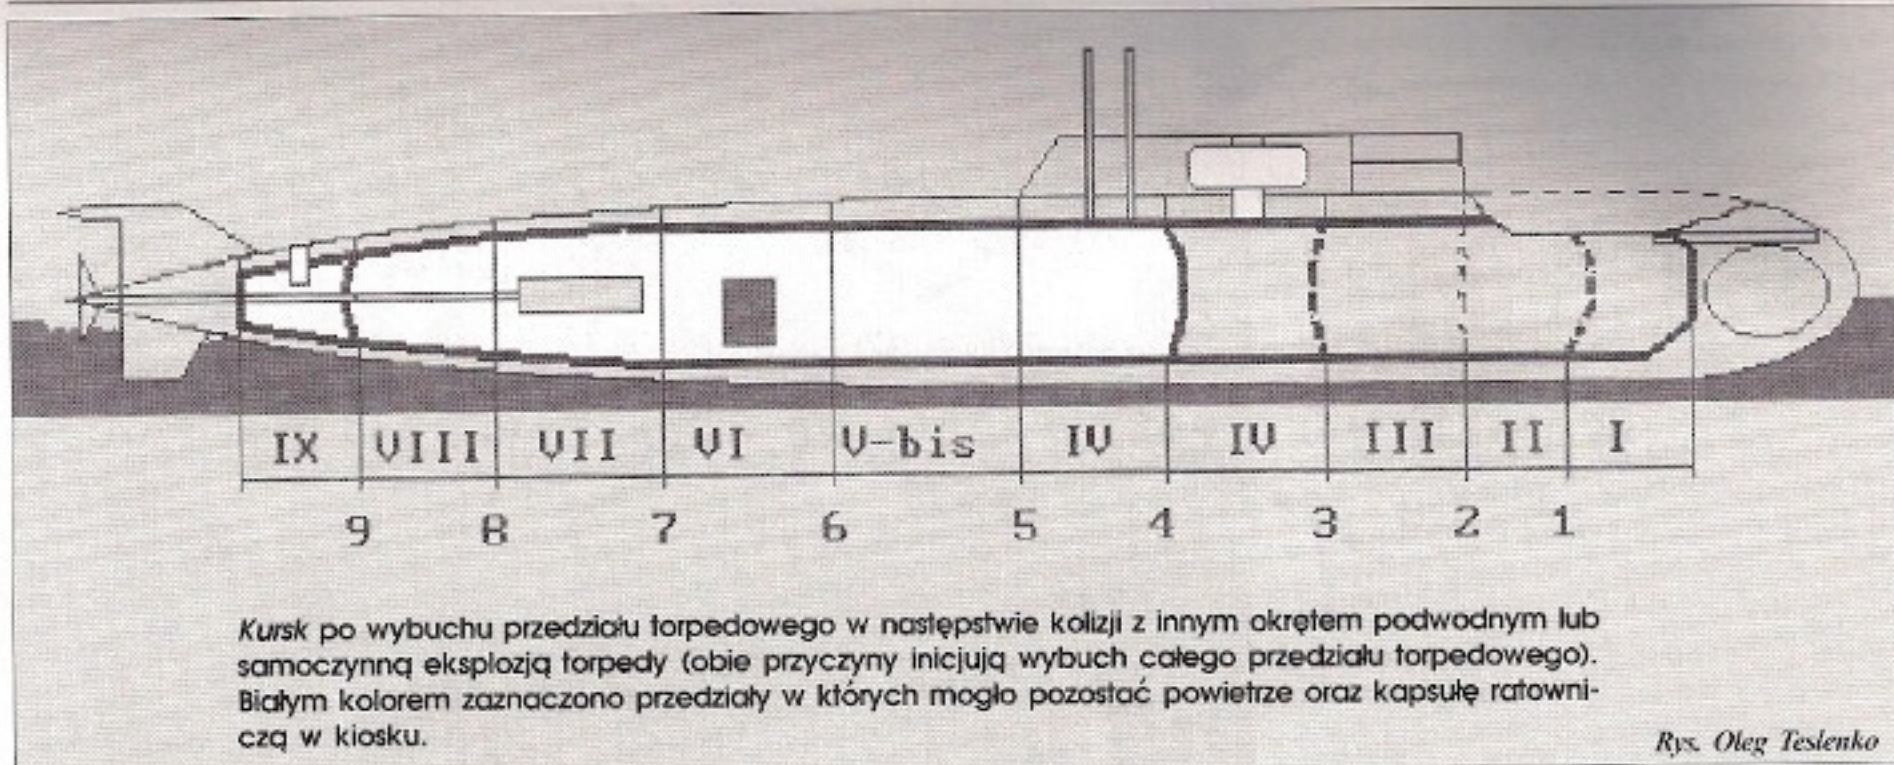 IX VIII VII VI V-bis IV IV III II I
9 8 7 6 5 4 3 2 1
Kursk po wybuchu przedziału torpedowego w następstwie kolizji z innym okrętem podwodnym lub
samoczynną eksplozją torpedy (obie przyczyny inicjują wybuch całego przedziału torpedowego).
Białym kolorem zaznaczono przedziały w których mogło pozostać powietrze oraz kapsułę ratowni-
czą w kiosku.
Rys. Oleg Teslenko